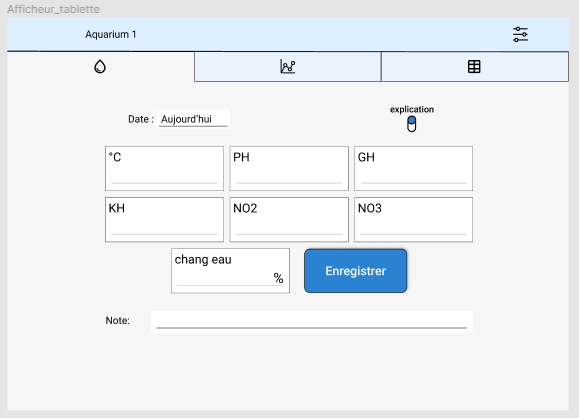 Afficheur_tablette
Aquarium 1
explication
Date : Aujourd'hui
°C PH GH
KH NO2 NO3
chang eau
%
Enregistrer
Note: